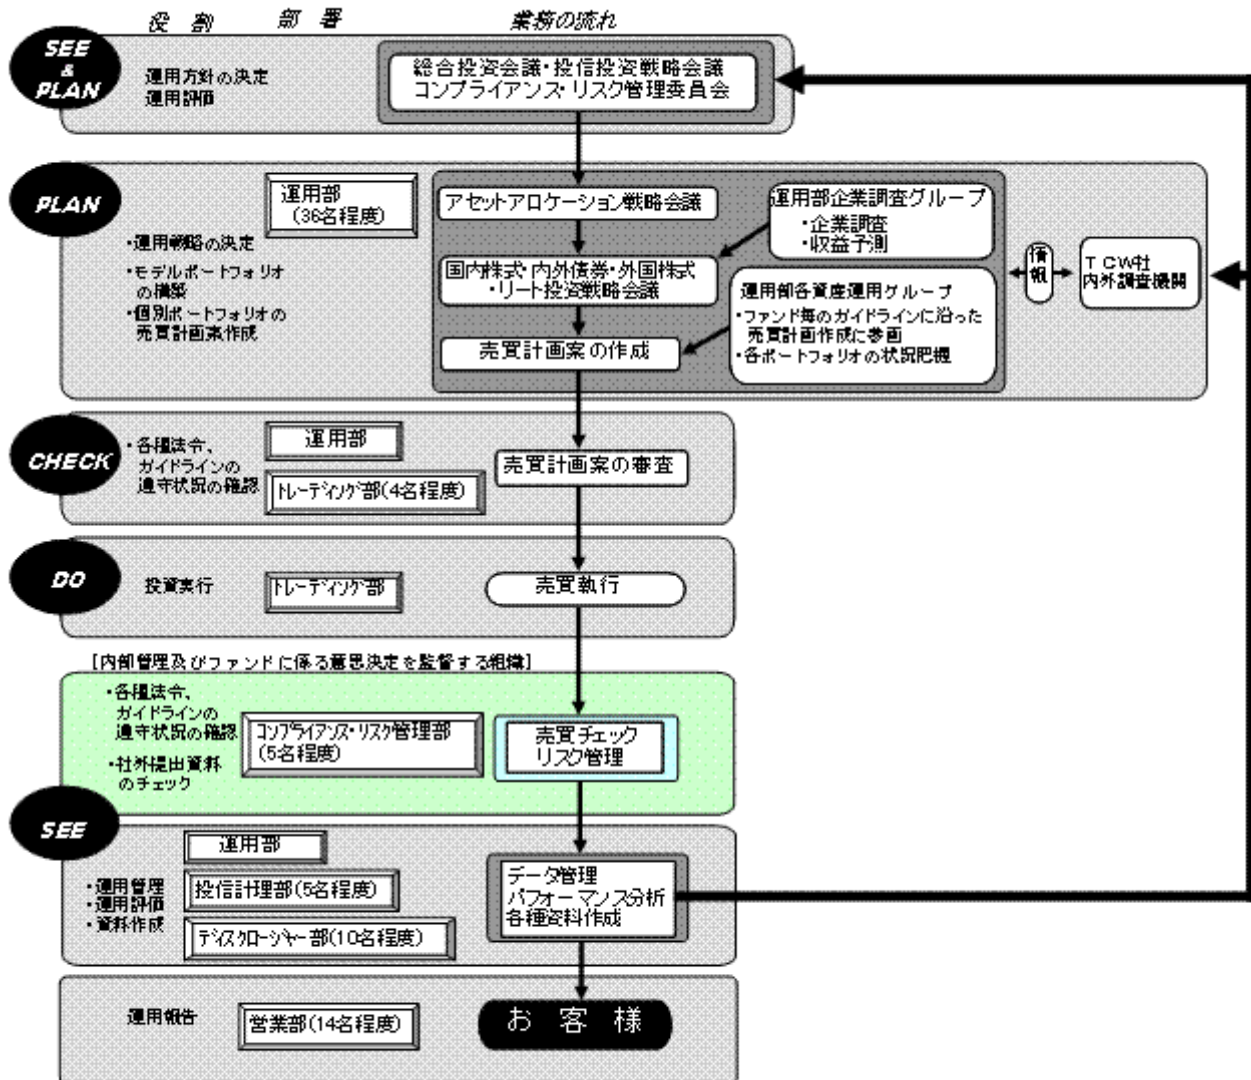 役 割 部 署 業務の流れ
SEE
&
PLAN
運用方針の決定
運用評価
総合投資会議・投信投資戦略会議
コンプライアンス・リスク管理委員会
PLAN
運用部
(36名程度)
・運用戦略の決定
・モデルポートフォリオ
の構築
・個別ポートフォリオの
売買計画案作成
アセットアロケーション戦略会議
国内株式・内外債券・外国株式
・リート投資戦略会議
売買計画案の作成
運用部企業調査グループ
・企業調査
・収益予測
運用部各資産運用グループ
・ファンド毎のガイドラインに沿った
売買計画作成に参画
・各ポートフォリオの状況把握
情報
TCW社
内外調査機関
CHECK
・各種法令、
ガイドラインの
遵守状況の確認
運用部
トレーディング部(4名程度)
売買計画案の審査
DO
投資実行
トレーディング部
売買執行
[内部管理及びファンドに係る意思決定を監督する組織]
・各種法令、
ガイドラインの
遵守状況の確認
・社外提出資料
のチェック
コンプライアンス・リスク管理部
(5名程度)
売買チェック
リスク管理
SEE
・運用管理
・運用評価
・資料作成
運用部
投信計理部(5名程度)
ディスクロージャー部(10名程度)
データ管理
パフォーマンス分析
各種資料作成
運用報告
営業部(14名程度)
お 客 様